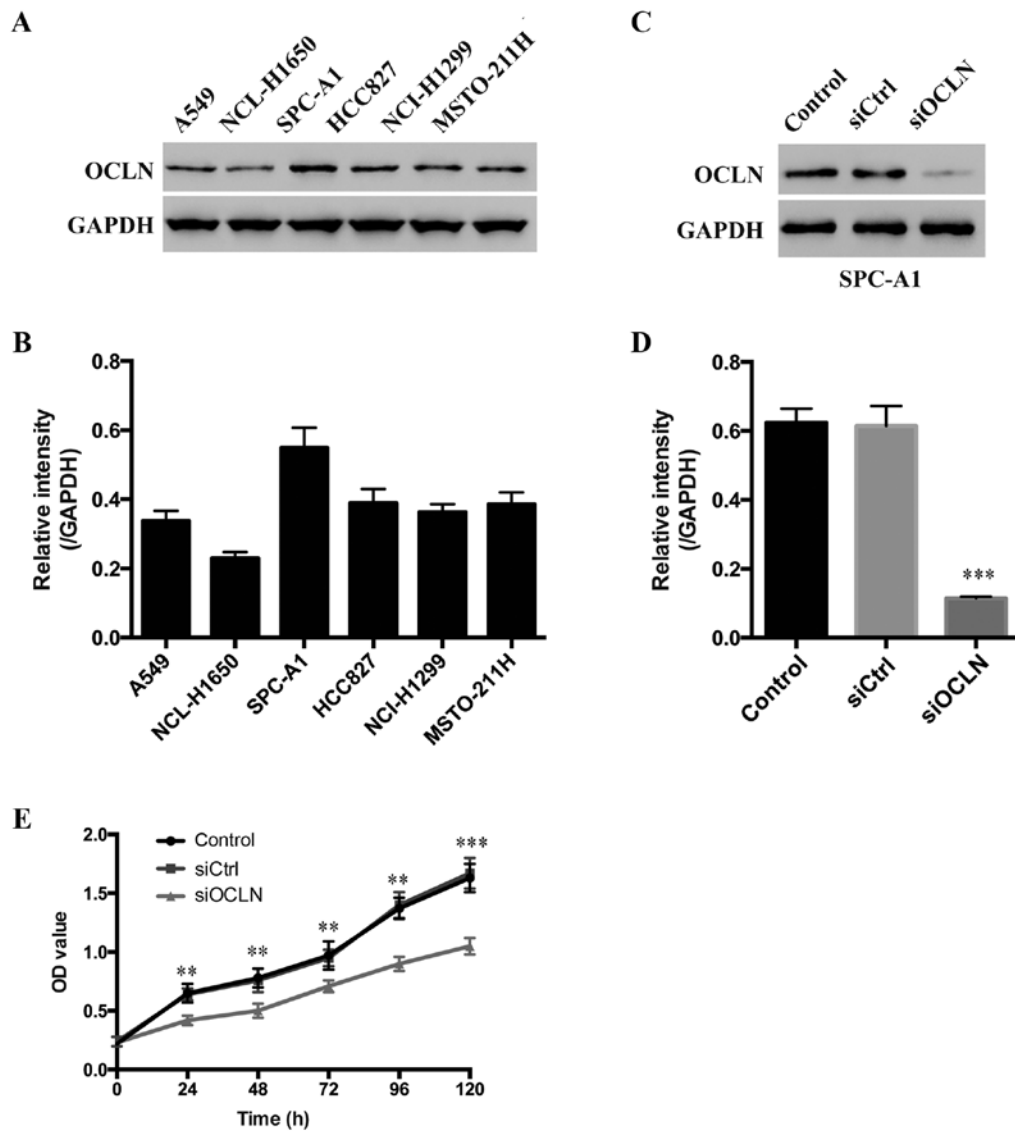 A
A549
NCL-H1650
SPC-A1
HCC827
NCI-H1299
MSTO-211H
OCLN
GAPDH
C
Control
siCtrl
siOCLN
OCLN
GAPDH
SPC-A1
B
Relative intensity
(/GAPDH)
0.8
0.6
0.4
0.2
0.0
A549
NCL-H1650
SPC-A1
HCC827
NCI-H1299
MSTO-211H
D
Relative intensity
(/GAPDH)
0.8
0.6
0.4
0.2
0.0
***
Control
siCtrl
siOCLN
E
OD value
2.0
1.5
1.0
0.5
0.0
Control
siCtrl
siOCLN
** ** ** ** ***
0 24 48 72 96 120
Time (h)